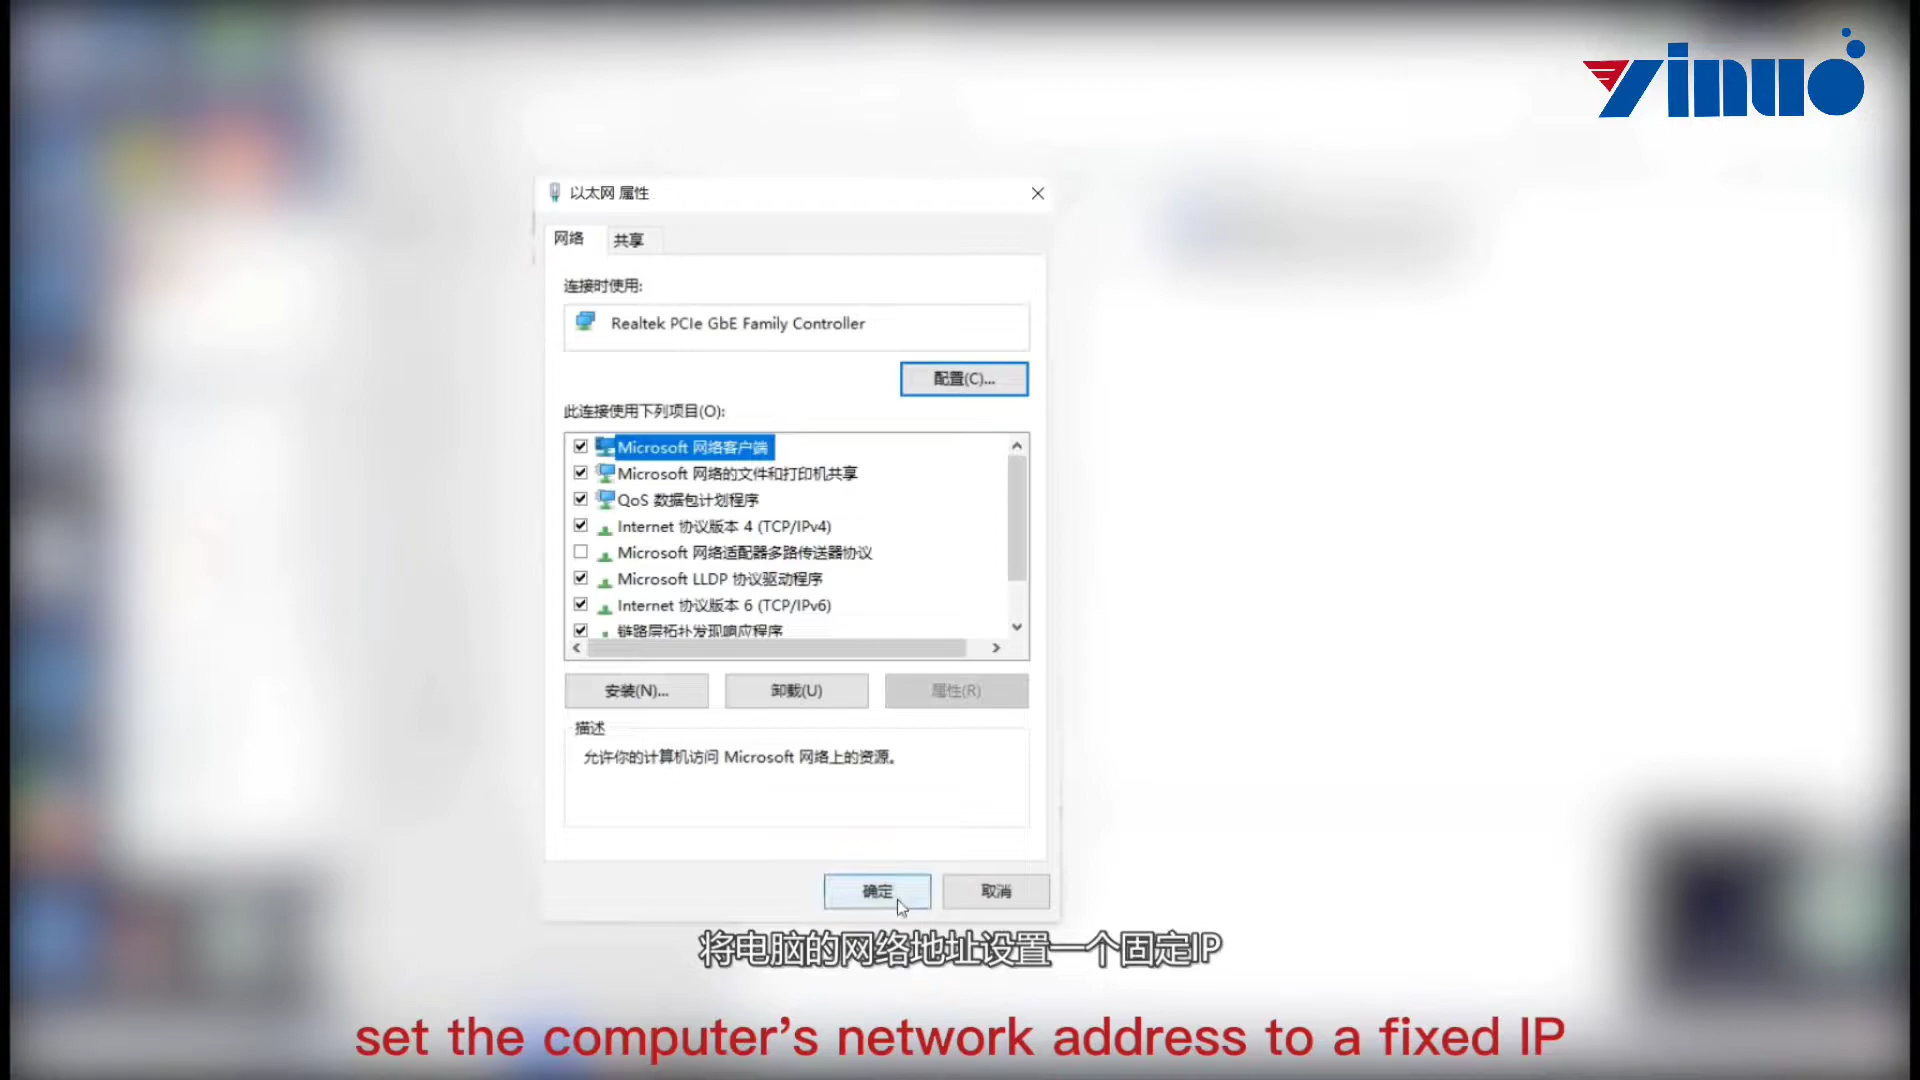 yinuo
以太网 属性
网络
共享
连接时使用:
Realtek PCIe GbE Family Controller
配置(C)...
此连接使用下列项目(O):
Microsoft 网络客户端
Microsoft 网络的文件和打印机共享
QoS 数据包计划程序
Internet 协议版本 4 (TCP/IPv4)
Microsoft 网络适配器多路传送器协议
Microsoft LLDP 协议驱动程序
Internet 协议版本 6 (TCP/IPv6)
链路层拓扑发现响应程序
安装(N)...
卸载(U)
属性(R)
描述
允许你的计算机访问 Microsoft 网络上的资源。
确定
取消
将电脑的网络地址设置一个固定IP
set the computer’s network address to a fixed IP